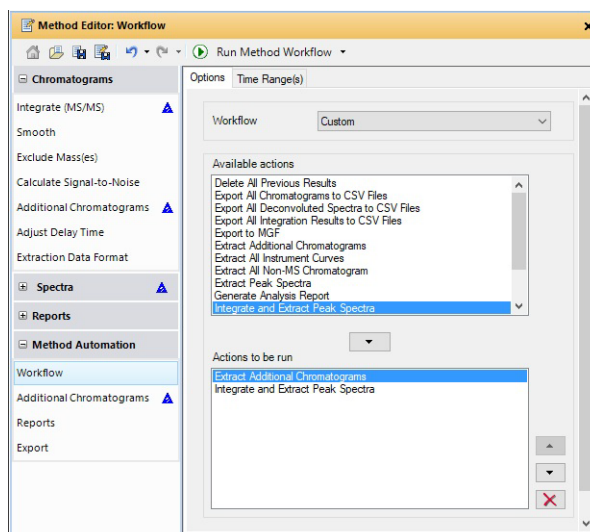 Method Editor: Workflow
Run Method Workflow
Chromatograms
Integrate (MS/MS)
Smooth
Exclude Mass(es)
Calculate Signal-to-Noise
Additional Chromatograms
Adjust Delay Time
Extraction Data Format
Spectra
Reports
Method Automation
Workflow
Additional Chromatograms
Reports
Export
Options
Time Range(s)
Workflow
Custom
Available actions
Delete All Previous Results
Export All Chromatograms to CSV Files
Export All Deconvoluted Spectra to CSV Files
Export All Integration Results to CSV Files
Export to MGF
Extract Additional Chromatograms
Extract All Instrument Curves
Extract All Non-MS Chromatogram
Extract Peak Spectra
Generate Analysis Report
Integrate and Extract Peak Spectra
Actions to be run
Extract Additional Chromatograms
Integrate and Extract Peak Spectra